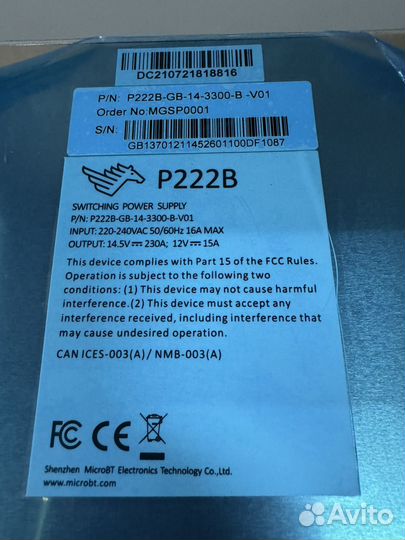 DC210721818816
P/N: P222B-GB-14-3300-B -V01
Order No:MGSP0001
S/N:
GB13701211452601100DF1087
P222B
SWITCHING POWER SUPPLY
P/N: P222B-GB-14-3300-B-V01
INPUT: 220-240VAC 50/60Hz 16A MAX
OUTPUT: 14.5V⎓230A; 12V⎓15A
This device complies with Part 15 of the FCC Rules.
Operation is subject to the following two
conditions: (1) This device may not cause harmful
interference.(2) This device must accept any
interference received, including interference that
may cause undesired operation.
CAN ICES-003(A)/ NMB-003(A)
FC CE
Shenzhen MicroBT Electronics Technology Co.,Ltd.
www.microbt.com
Avito